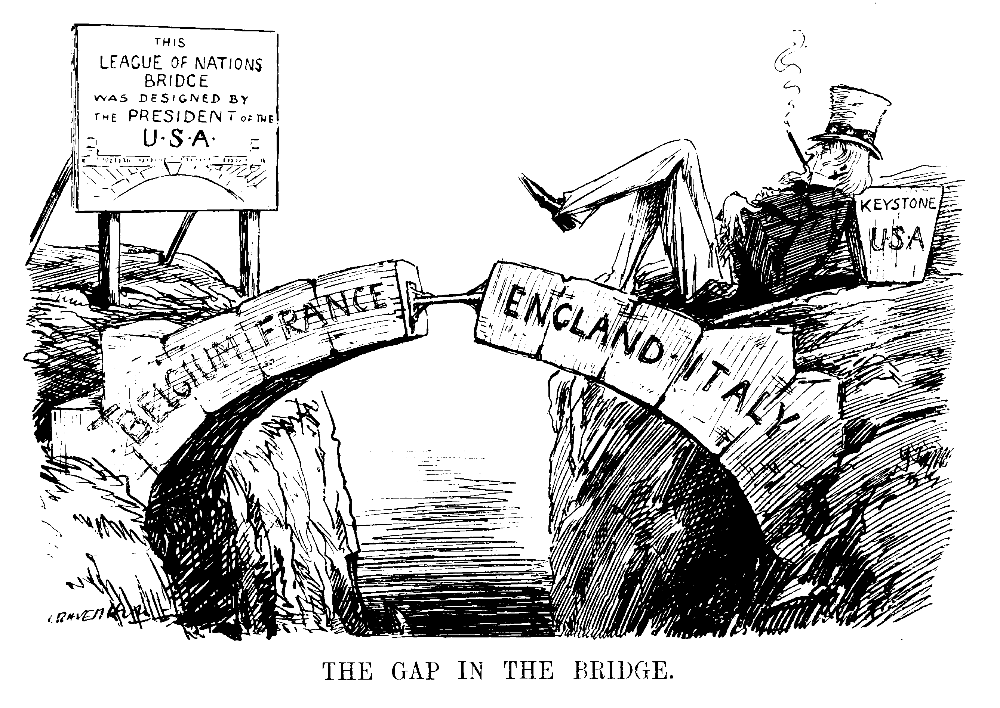 THIS
LEAGUE OF NATIONS
BRIDGE
WAS DESIGNED BY
THE PRESIDENT OF THE
U.S.A.
KEYSTONE
U.S.A
BELGIUM
FRANCE
ENGLAND
ITALY
THE GAP IN THE BRIDGE.